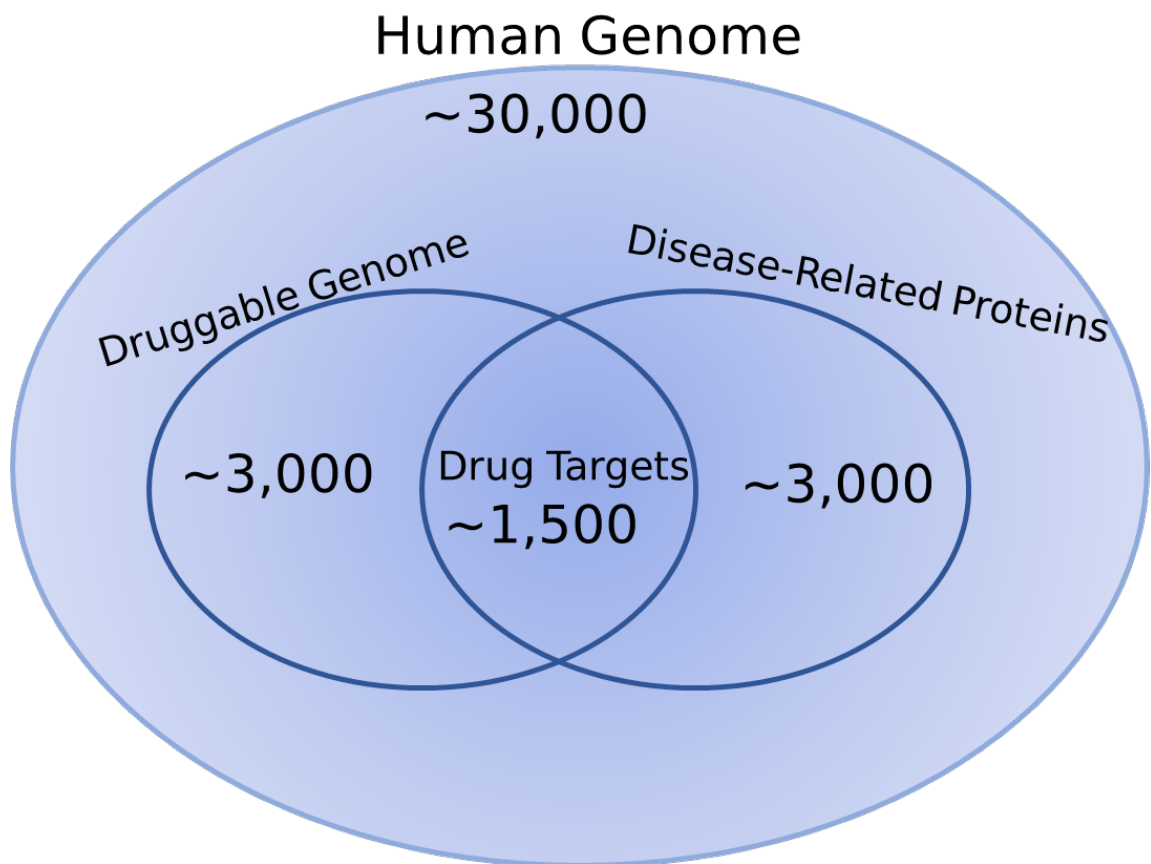 Human Genome
~30,000
Druggable Genome
Disease-Related Proteins
~3,000
Drug Targets
~1,500
~3,000